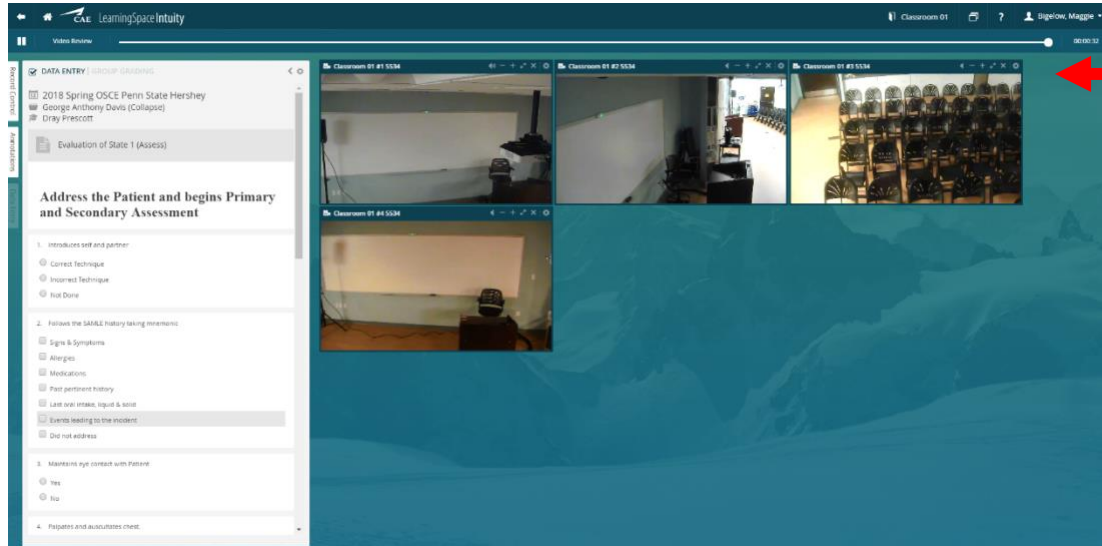 CAE LearningSpace Intuity
Classroom 01
?
Bigelow, Maggie
Video Review
00:00:32
Record Control
Annotations
DATA ENTRY | GROUP GRADING
2018 Spring OSCE Penn State Hershey
George Anthony Davis (Collapse)
Dray Prescott
Evaluation of State 1 (Assess)
Address the Patient and begins Primary
and Secondary Assessment
1. Introduces self and partner
Correct Technique
Incorrect Technique
Not Done
2. Follows the SAMLE history taking mnemonic
Signs & Symptoms
Allergies
Medications
Past pertinent history
Last oral intake, liquid & solid
Events leading to the incident
Did not address
3. Maintains eye contact with Patient
Yes
No
4. Palpates and auscultates chest.
Classroom 01 #1 5534
Classroom 01 #2 5534
Classroom 01 #3 5534
Classroom 01 #4 5534